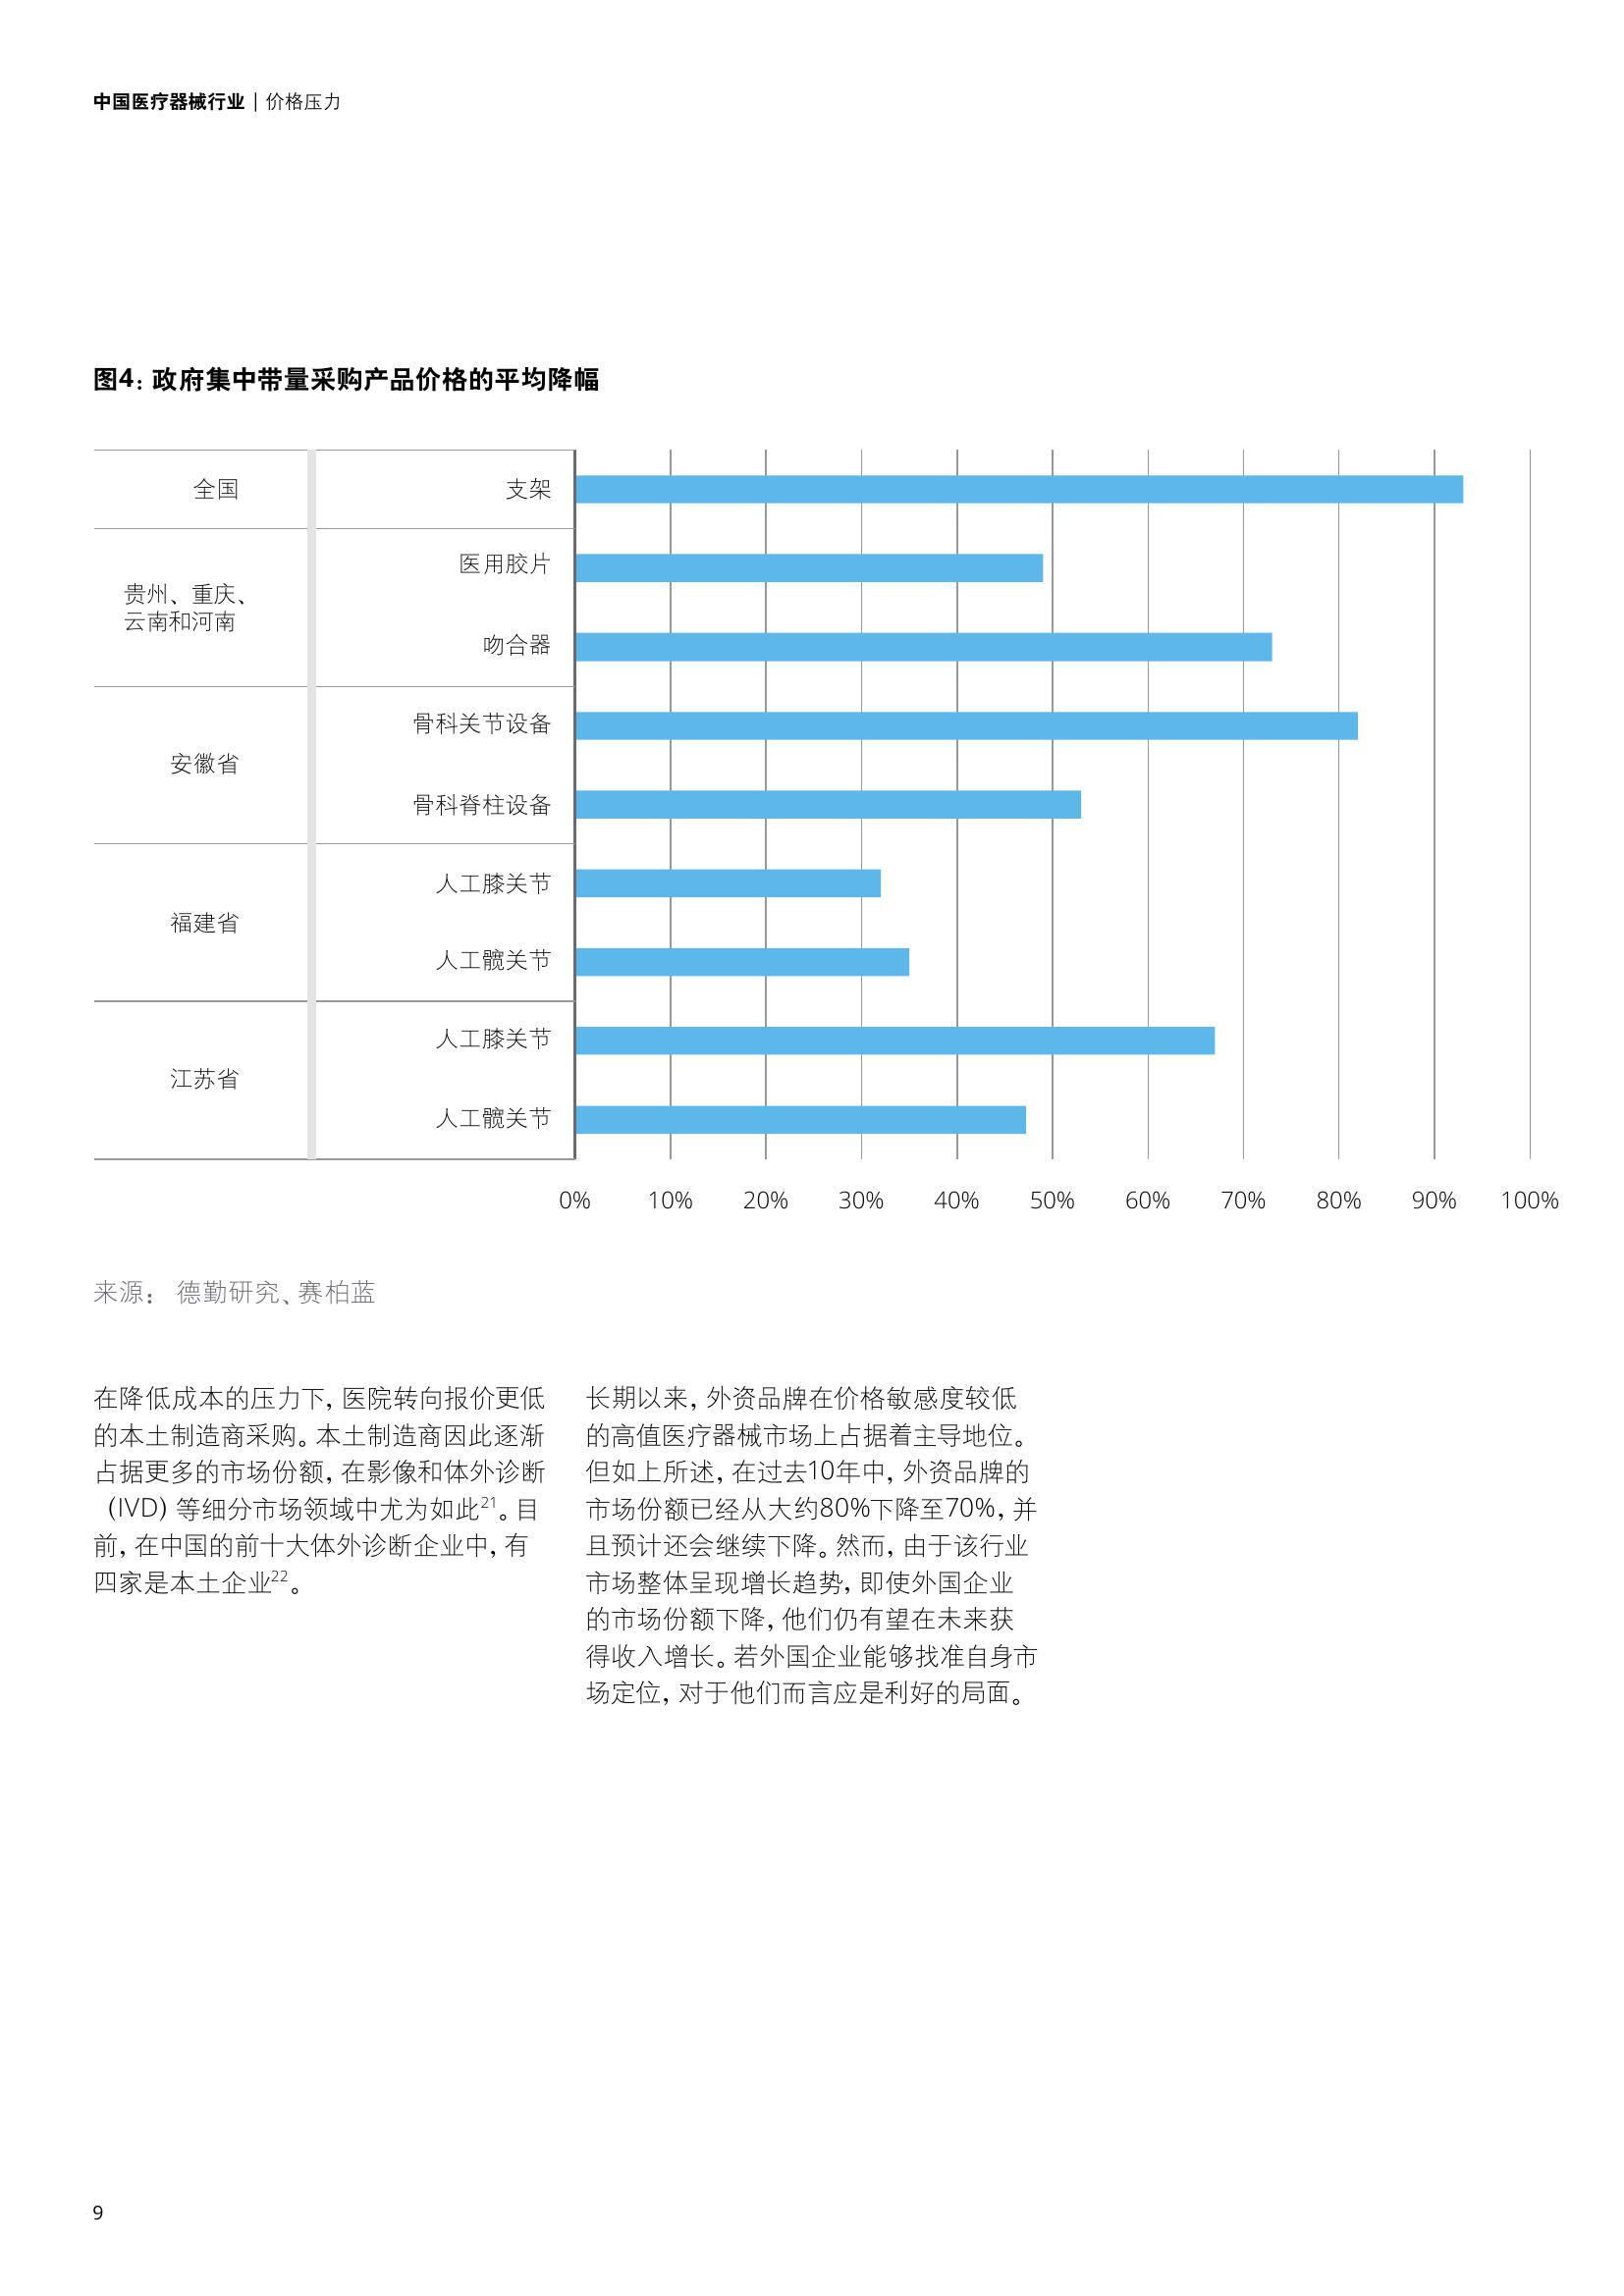 中国医疗器械行业 | 价格压力
图4：政府集中带量采购产品价格的平均降幅
全国
支架
贵州、重庆、
云南和河南
医用胶片
吻合器
安徽省
骨科关节设备
骨科脊柱设备
福建省
人工膝关节
人工髋关节
江苏省
人工膝关节
人工髋关节
0% 10% 20% 30% 40% 50% 60% 70% 80% 90% 100%
来源： 德勤研究、赛柏蓝
在降低成本的压力下，医院转向报价更低
的本土制造商采购。本土制造商因此逐渐
占据更多的市场份额，在影像和体外诊断
（IVD）等细分市场领域中尤为如此21。目
前，在中国的前十大体外诊断企业中，有
四家是本土企业22。
长期以来，外资品牌在价格敏感度较低
的高值医疗器械市场上占据着主导地位。
但如上所述，在过去10年中，外资品牌的
市场份额已经从大约80%下降至70%，并
且预计还会继续下降。然而，由于该行业
市场整体呈现增长趋势，即使外国企业
的市场份额下降，他们仍有望在未来获
得收入增长。若外国企业能够找准自身市
场定位，对于他们而言应是利好的局面。
9